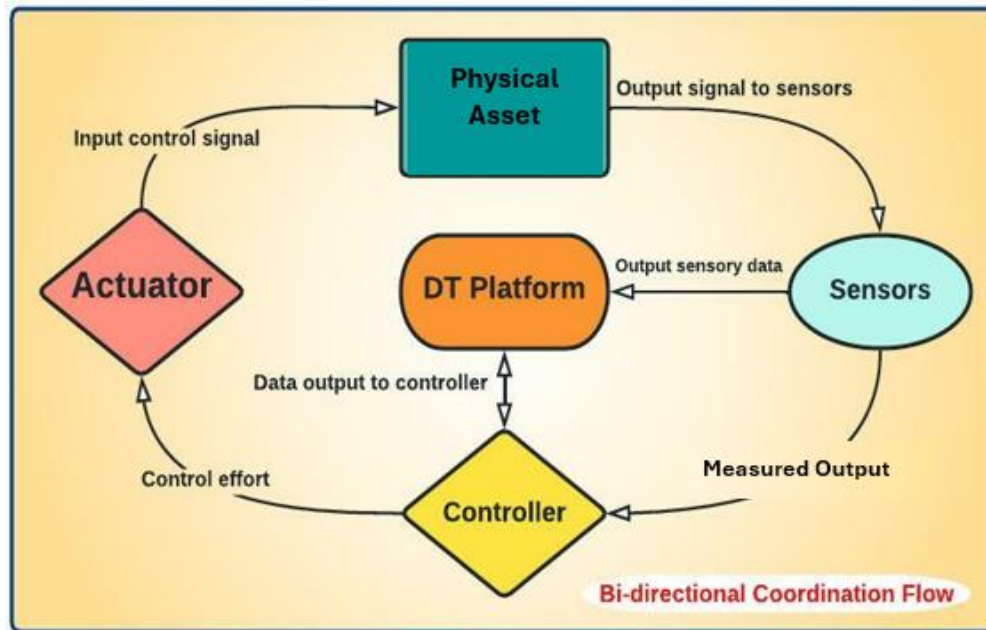 Physical
Asset
Output signal to sensors
Input control signal
Actuator
DT Platform
Output sensory data
Sensors
Data output to controller
Measured Output
Control effort
Controller
Bi-directional Coordination Flow